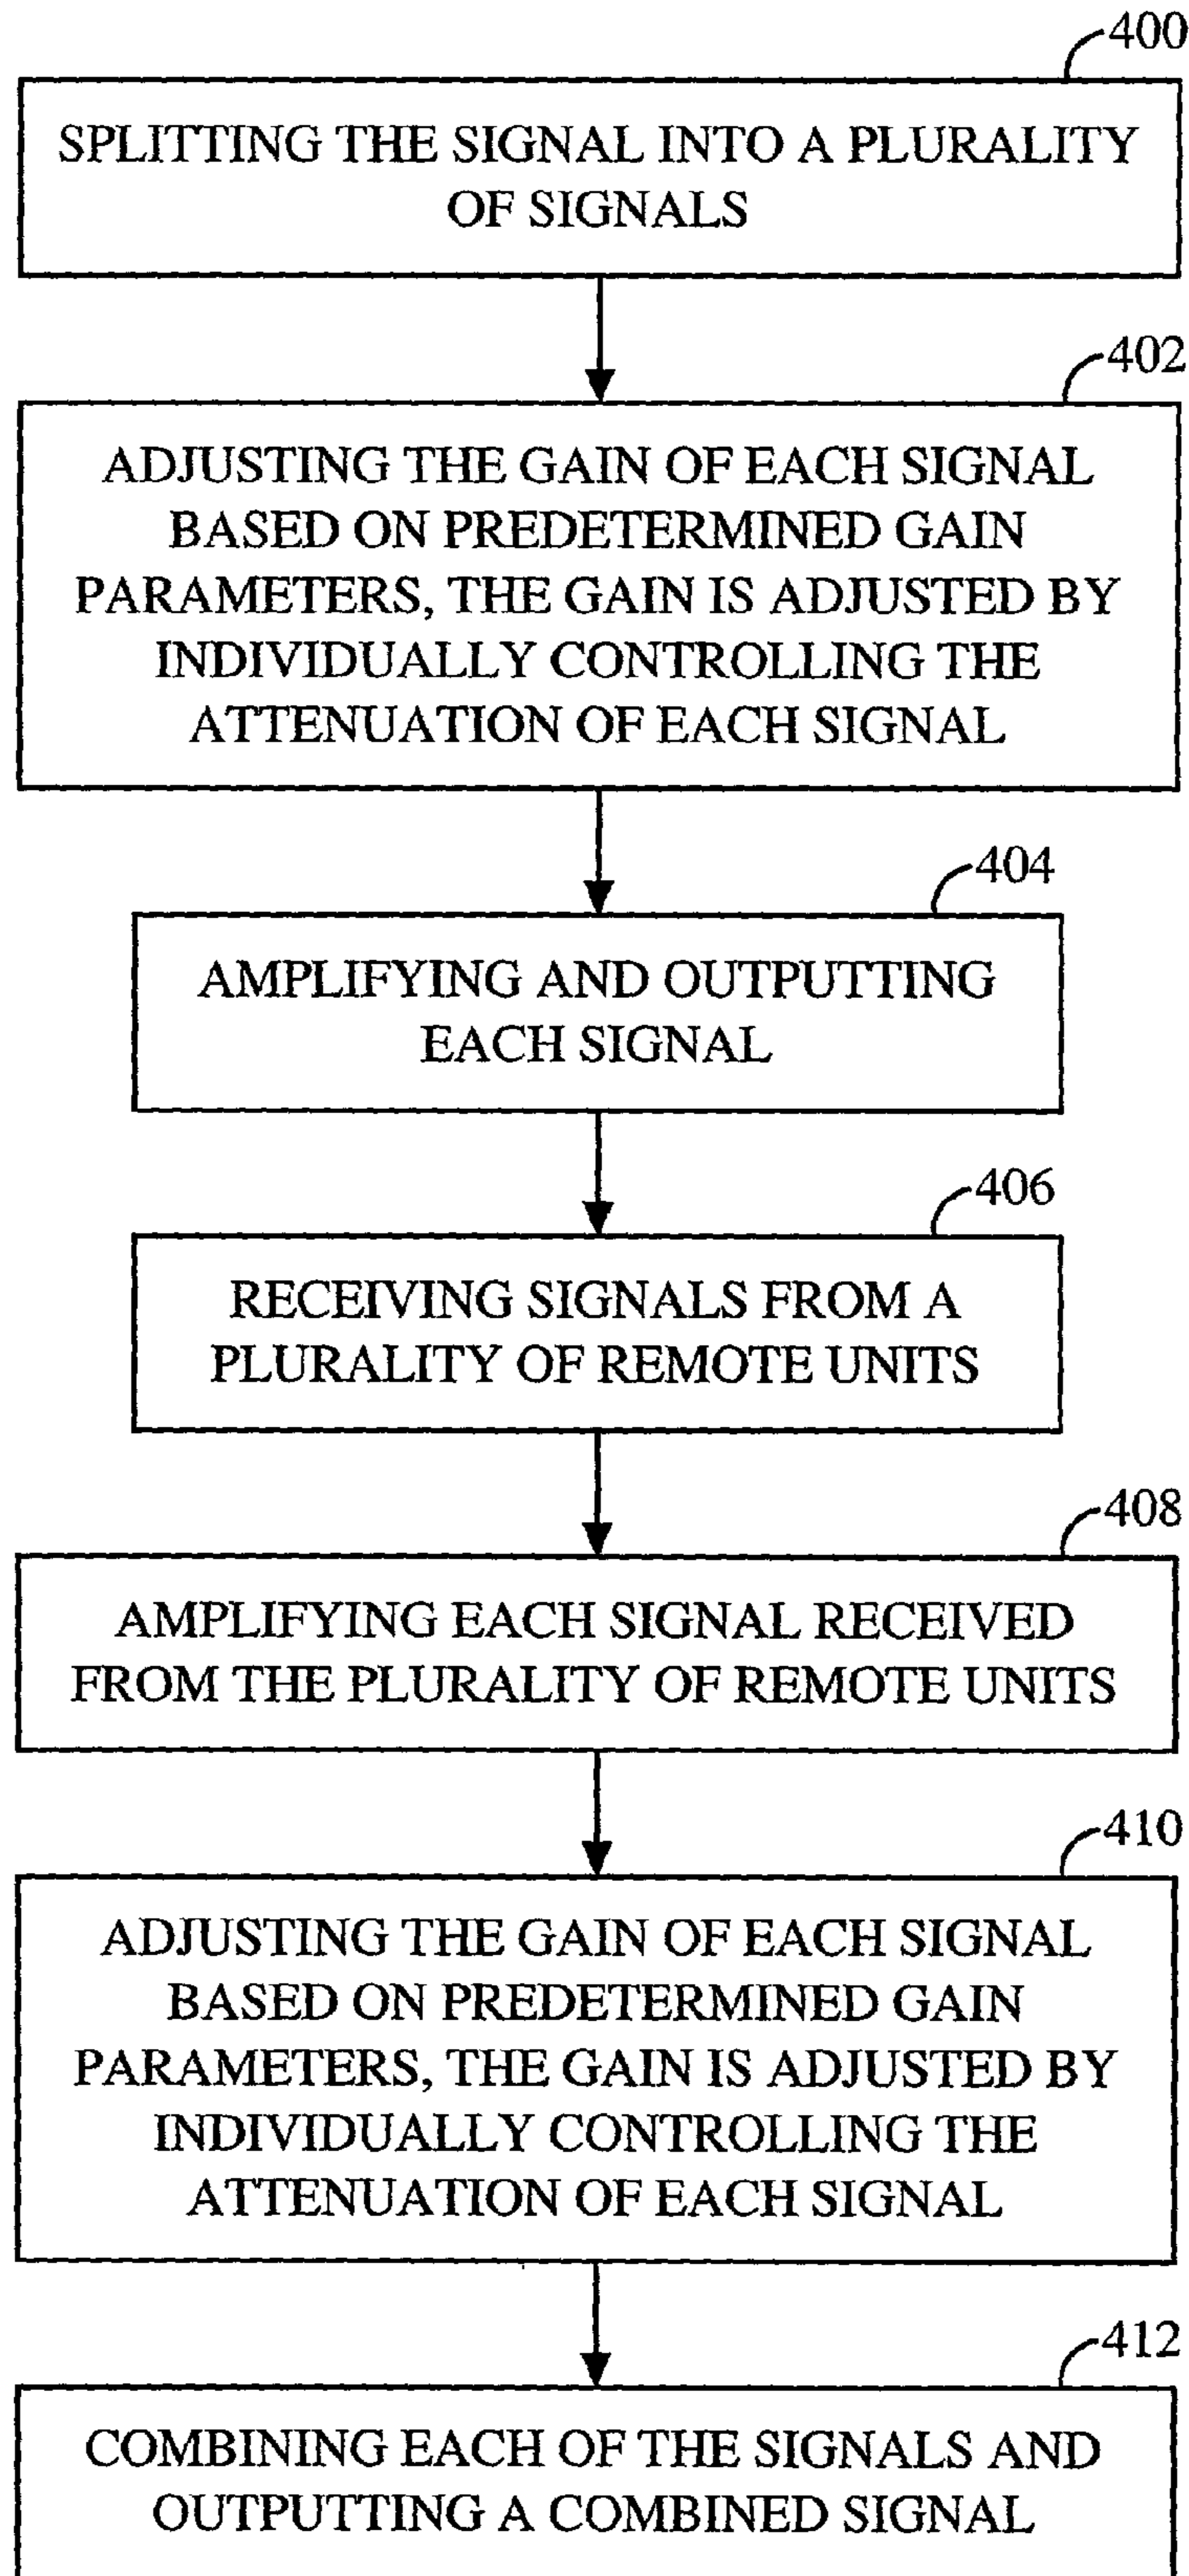 400
SPLITTING THE SIGNAL INTO A PLURALITY
OF SIGNALS
402
ADJUSTING THE GAIN OF EACH SIGNAL
BASED ON PREDETERMINED GAIN
PARAMETERS, THE GAIN IS ADJUSTED BY
INDIVIDUALLY CONTROLLING THE
ATTENUATION OF EACH SIGNAL
404
AMPLIFYING AND OUTPUTTING
EACH SIGNAL
406
RECEIVING SIGNALS FROM A
PLURALITY OF REMOTE UNITS
408
AMPLIFYING EACH SIGNAL RECEIVED
FROM THE PLURALITY OF REMOTE UNITS
410
ADJUSTING THE GAIN OF EACH SIGNAL
BASED ON PREDETERMINED GAIN
PARAMETERS, THE GAIN IS ADJUSTED BY
INDIVIDUALLY CONTROLLING THE
ATTENUATION OF EACH SIGNAL
412
COMBINING EACH OF THE SIGNALS AND
OUTPUTTING A COMBINED SIGNAL